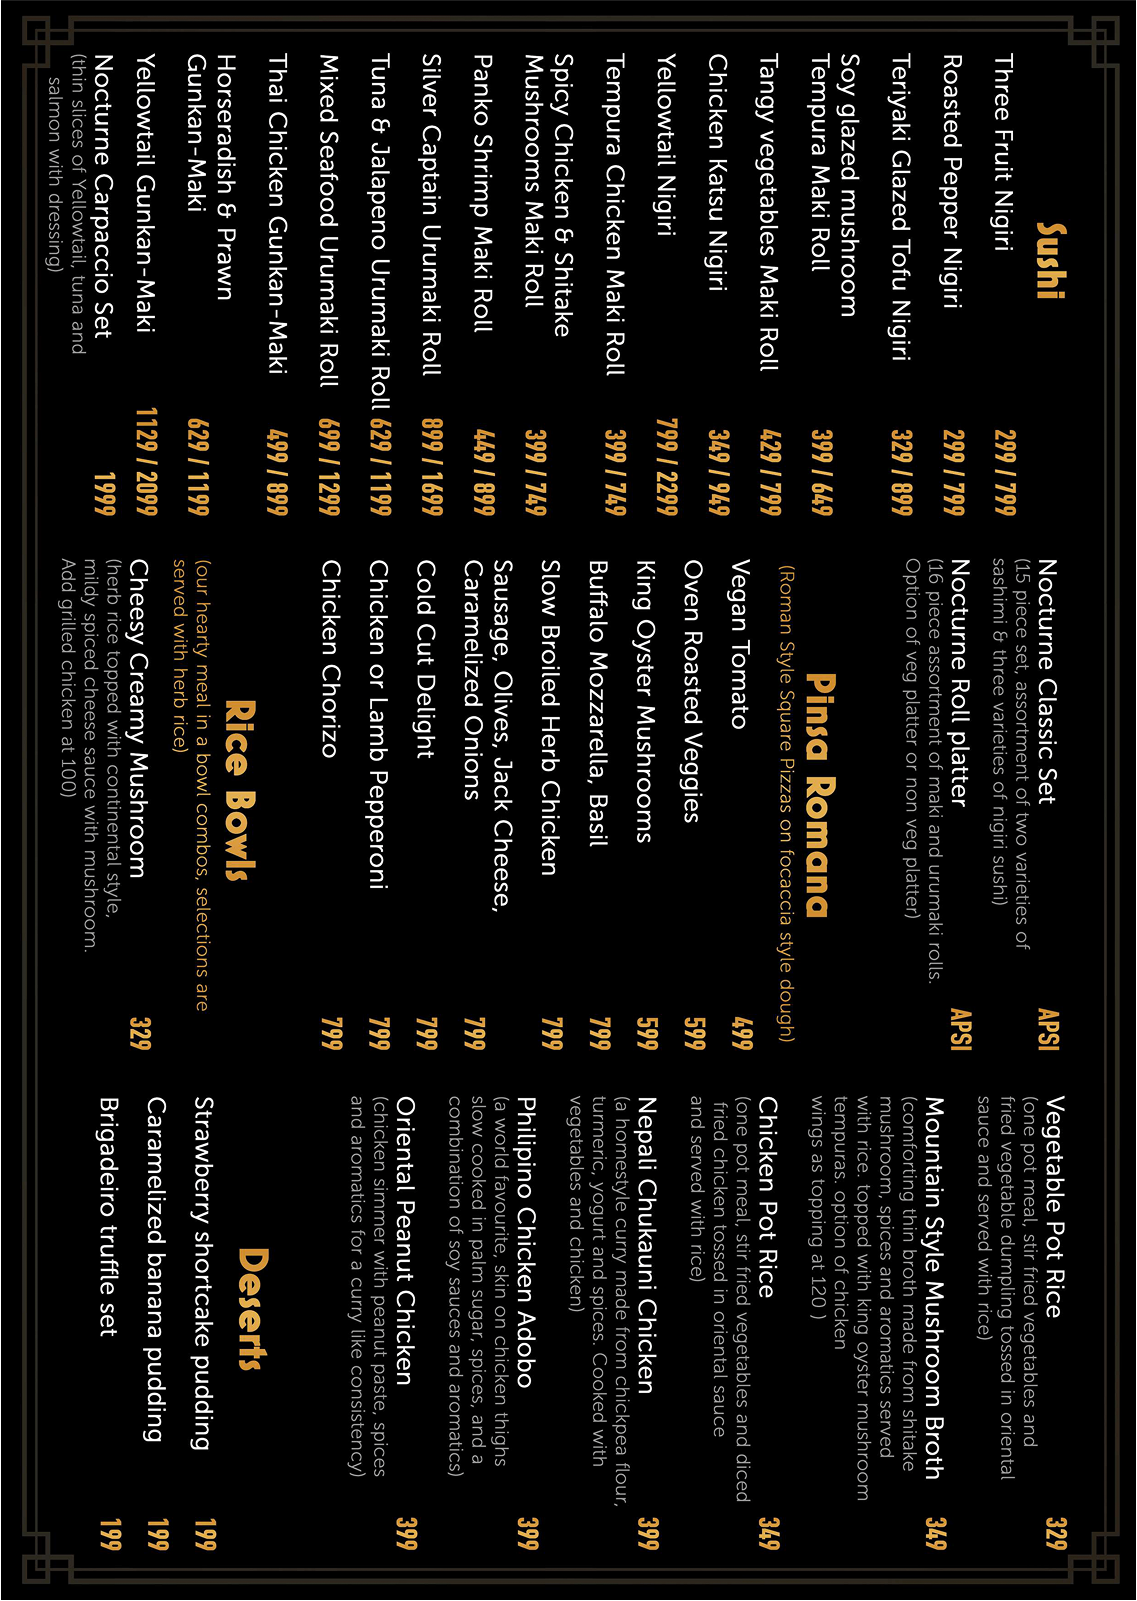 Sushi
Three Fruit Nigiri 299 / 799
Roasted Pepper Nigiri 299 / 799
Teriyaki Glazed Tofu Nigiri 329 / 899
Soy glazed mushroom
Tempura Maki Roll 399 / 649
Tangy vegetables Maki Roll 429 / 799
Chicken Katsu Nigiri 349 / 949
Yellowtail Nigiri 799 / 2299
Tempura Chicken Maki Roll 399 / 749
Spicy Chicken & Shitake
Mushrooms Maki Roll 399 / 749
Panko Shrimp Maki Roll 449 / 899
Silver Captain Urumaki Roll 899 / 1699
Tuna & Jalapeno Urumaki Roll 629 / 1199
Mixed Seafood Urumaki Roll 699 / 1299
Thai Chicken Gunkan-Maki 499 / 899
Horseradish & Prawn
Gunkan-Maki 629 / 1199
Yellowtail Gunkan-Maki 1129 / 2099
Nocturne Carpaccio Set 1999
(thin slices of Yellowtail, tuna and
salmon with dressing)
Nocturne Classic Set APSI
(15 piece set, assortment of two varieties of
sashimi & three varieties of nigiri sushi)
Nocturne Roll platter APSI
(16 piece assortment of maki and urumaki rolls.
Option of veg platter or non veg platter)
Pinsa Romana
(Roman Style Square Pizzas on focaccia style dough)
Vegan Tomato 499
Oven Roasted Veggies 599
King Oyster Mushrooms 599
Buffalo Mozzarella, Basil 799
Slow Broiled Herb Chicken 799
Sausage, Olives, Jack Cheese,
Caramelized Onions 799
Cold Cut Delight 799
Chicken or Lamb Pepperoni 799
Chicken Chorizo 799
Rice Bowls
(our hearty meal in a bowl combos, selections are
served with herb rice)
Cheesy Creamy Mushroom 329
(herb rice topped with continental style,
mildy spiced cheese sauce with mushroom.
Add grilled chicken at 100)
Vegetable Pot Rice 329
(one pot meal, stir fried vegetables and
fried vegetable dumpling tossed in oriental
sauce and served with rice)
Mountain Style Mushroom Broth 349
(comforting thin broth made from shitake
mushroom, spices and aromatics served
with rice. topped with king oyster mushroom
tempuras. option of chicken
wings as topping at 120 )
Chicken Pot Rice 349
(one pot meal, stir fried vegetables and diced
fried chicken tossed in oriental sauce
and served with rice)
Nepali Chukauni Chicken 399
(a homestyle curry made from chickpea flour,
turmeric, yogurt and spices. Cooked with
vegetables and chicken)
Philipino Chicken Adobo 399
(a world favourite, skin on chicken thighs
slow cooked in palm sugar, spices, and a
combination of soy sauces and aromatics)
Oriental Peanut Chicken 399
(chicken simmer with peanut paste, spices
and aromatics for a curry like consistency)
Deserts
Strawberry shortcake pudding 199
Caramelized banana pudding 199
Brigadeiro truffle set 199